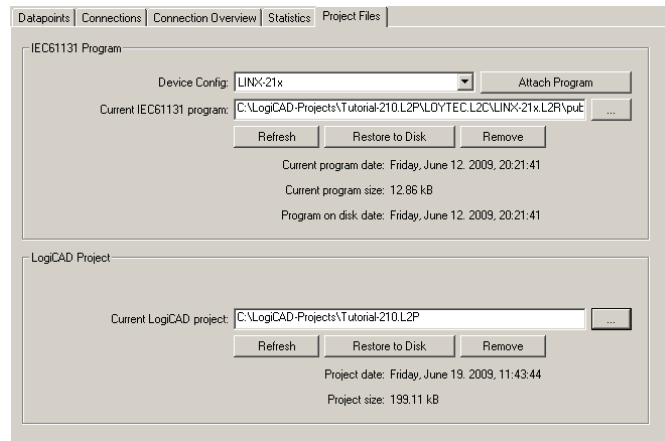 Datapoints Connections Connection Overview Statistics Project Files
IEC61131 Program
Device Config: LINX-21x Attach Program
Current IEC61131 program: C:\LogiCAD-Projects\Tutorial-210.L2P\LOYTEC.L2C\LINX-21x.L2R\put ...
Refresh Restore to Disk Remove
Current program date: Friday, June 12. 2009, 20:21:41
Current program size: 12.86 kB
Program on disk date: Friday, June 12. 2009, 20:21:41
LogiCAD Project
Current LogiCAD project: C:\LogiCAD-Projects\Tutorial-210.L2P ...
Refresh Restore to Disk Remove
Project date: Friday, June 19. 2009, 11:43:44
Project size: 199.11 kB